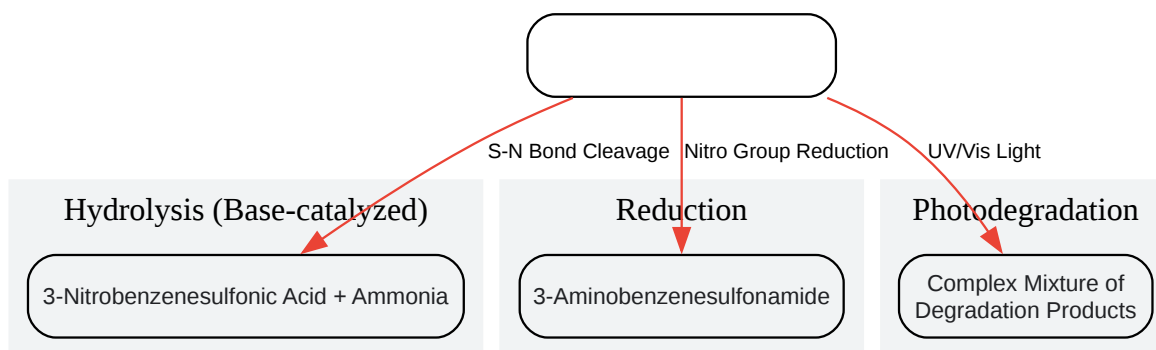 S-N Bond Cleavage
Nitro Group Reduction
UV/Vis Light
Hydrolysis (Base-catalyzed)
Reduction
Photodegradation
3-Nitrobenzenesulfonic Acid + Ammonia
3-Aminobenzenesulfonamide
Complex Mixture of
Degradation Products